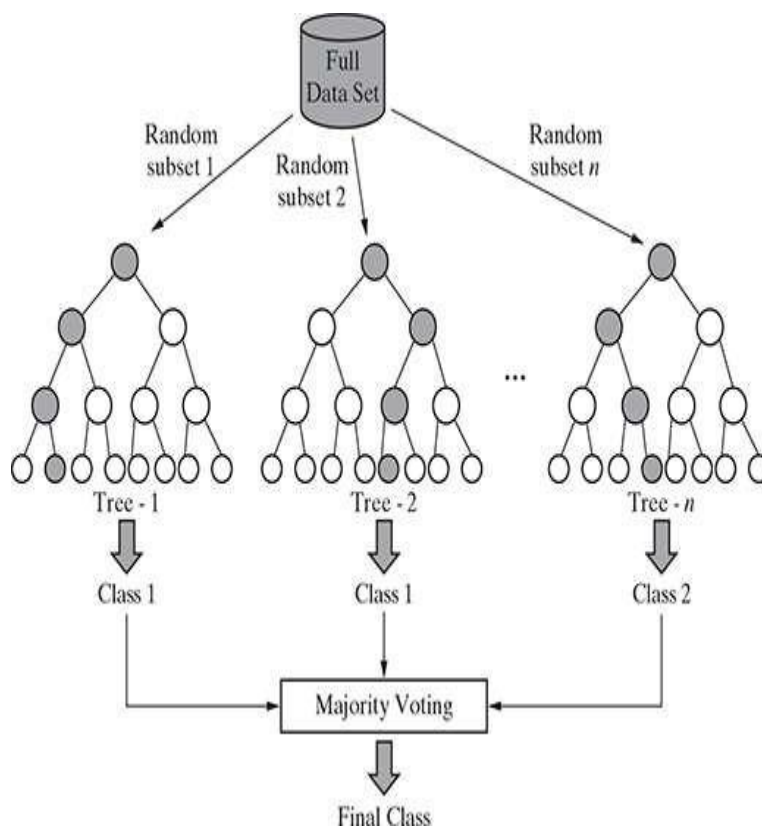 Full
Data Set
Random
subset 1
Random
subset 2
Random
subset n
...
Tree - 1
Tree - 2
Tree - n
Class 1
Class 1
Class 2
Majority Voting
Final Class